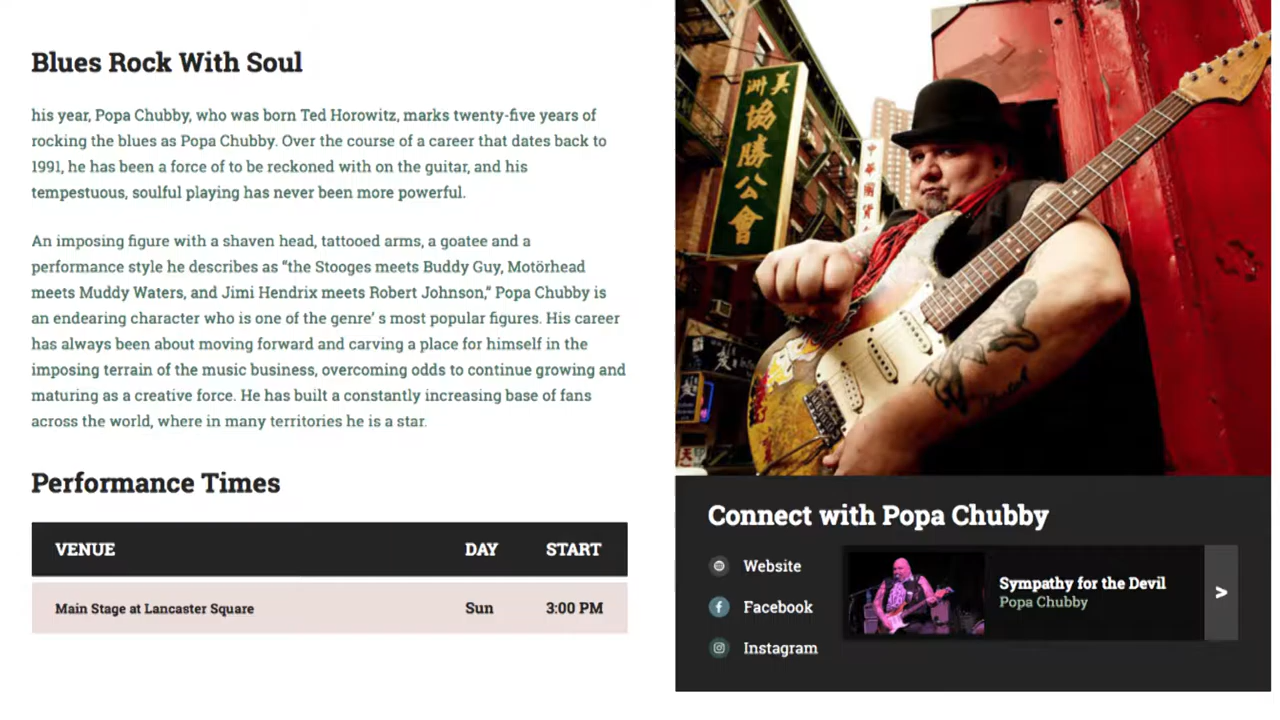 Blues Rock With Soul
his year, Popa Chubby, who was born Ted Horowitz, marks twenty-five years of
rocking the blues as Popa Chubby. Over the course of a career that dates back to
1991, he has been a force of to be reckoned with on the guitar, and his
tempestuous, soulful playing has never been more powerful.
An imposing figure with a shaven head, tattooed arms, a goatee and a
performance style he describes as “the Stooges meets Buddy Guy, Motörhead
meets Muddy Waters, and Jimi Hendrix meets Robert Johnson,” Popa Chubby is
an endearing character who is one of the genre’ s most popular figures. His career
has always been about moving forward and carving a place for himself in the
imposing terrain of the music business, overcoming odds to continue growing and
maturing as a creative force. He has built a constantly increasing base of fans
across the world, where in many territories he is a star.
Performance Times
VENUE DAY START
Main Stage at Lancaster Square Sun 3:00 PM
洲美
協勝公會
中華國貨
Connect with Popa Chubby
Website
Facebook
Instagram
Sympathy for the Devil
Popa Chubby
>